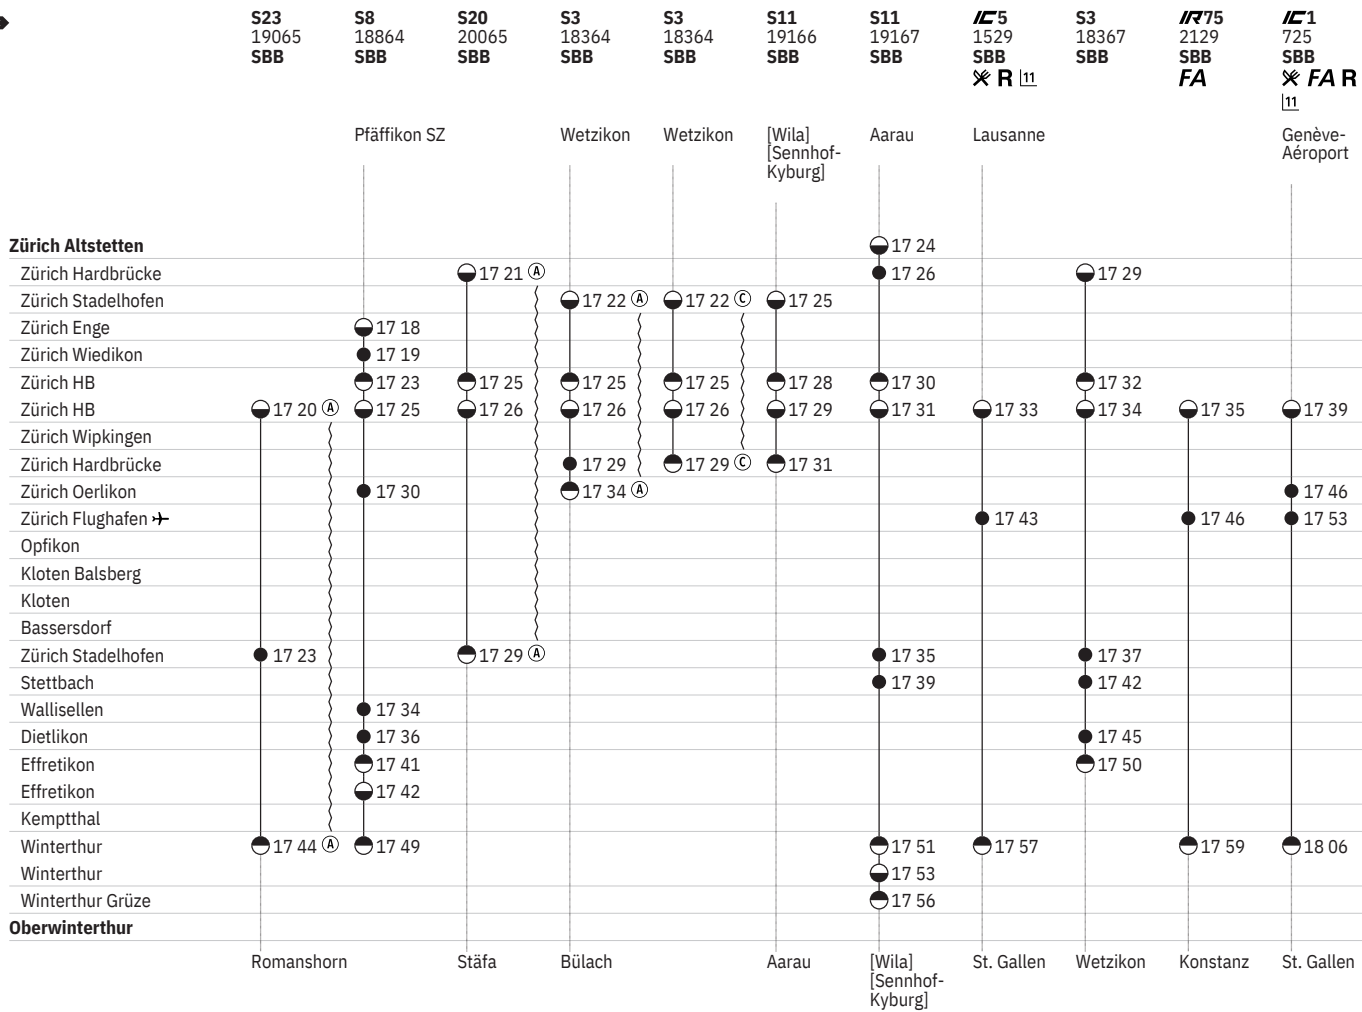 S23 S8 S20 S3 S3 S11 S11 IC5 S3 IR75 IC1
19065 18864 20065 18364 18364 19166 19167 1529 18367 2129 725
SBB SBB SBB SBB SBB SBB SBB SBB SBB SBB SBB
R 11 FA FA R
11
Pfäffikon SZ Wetzikon Wetzikon [Wila] Aarau Lausanne Genève-
[Sennhof- Aéroport
Kyburg]
Zürich Altstetten 17 24
Zürich Hardbrücke 17 21 A 17 26 17 29
Zürich Stadelhofen 17 22 A 17 22 C 17 25
Zürich Enge 17 18
Zürich Wiedikon 17 19
Zürich HB 17 23 17 25 17 25 17 25 17 28 17 30 17 32
Zürich HB 17 20 A 17 25 17 26 17 26 17 26 17 29 17 31 17 33 17 34 17 35 17 39
Zürich Wipkingen
Zürich Hardbrücke 17 29 17 29 C 17 31
Zürich Oerlikon 17 30 17 34 A 17 46
Zürich Flughafen 17 43 17 46 17 53
Opfikon
Kloten Balsberg
Kloten
Bassersdorf
Zürich Stadelhofen 17 23 17 29 A 17 35 17 37
Stettbach 17 39 17 42
Wallisellen 17 34
Dietlikon 17 36 17 45
Effretikon 17 41 17 50
Effretikon 17 42
Kemptthal
Winterthur 17 44 A 17 49 17 51 17 57 17 59 18 06
Winterthur 17 53
Winterthur Grüze 17 56
Oberwinterthur
Romanshorn Stäfa Bülach Aarau [Wila] St. Gallen Wetzikon Konstanz St. Gallen
[Sennhof-
Kyburg]